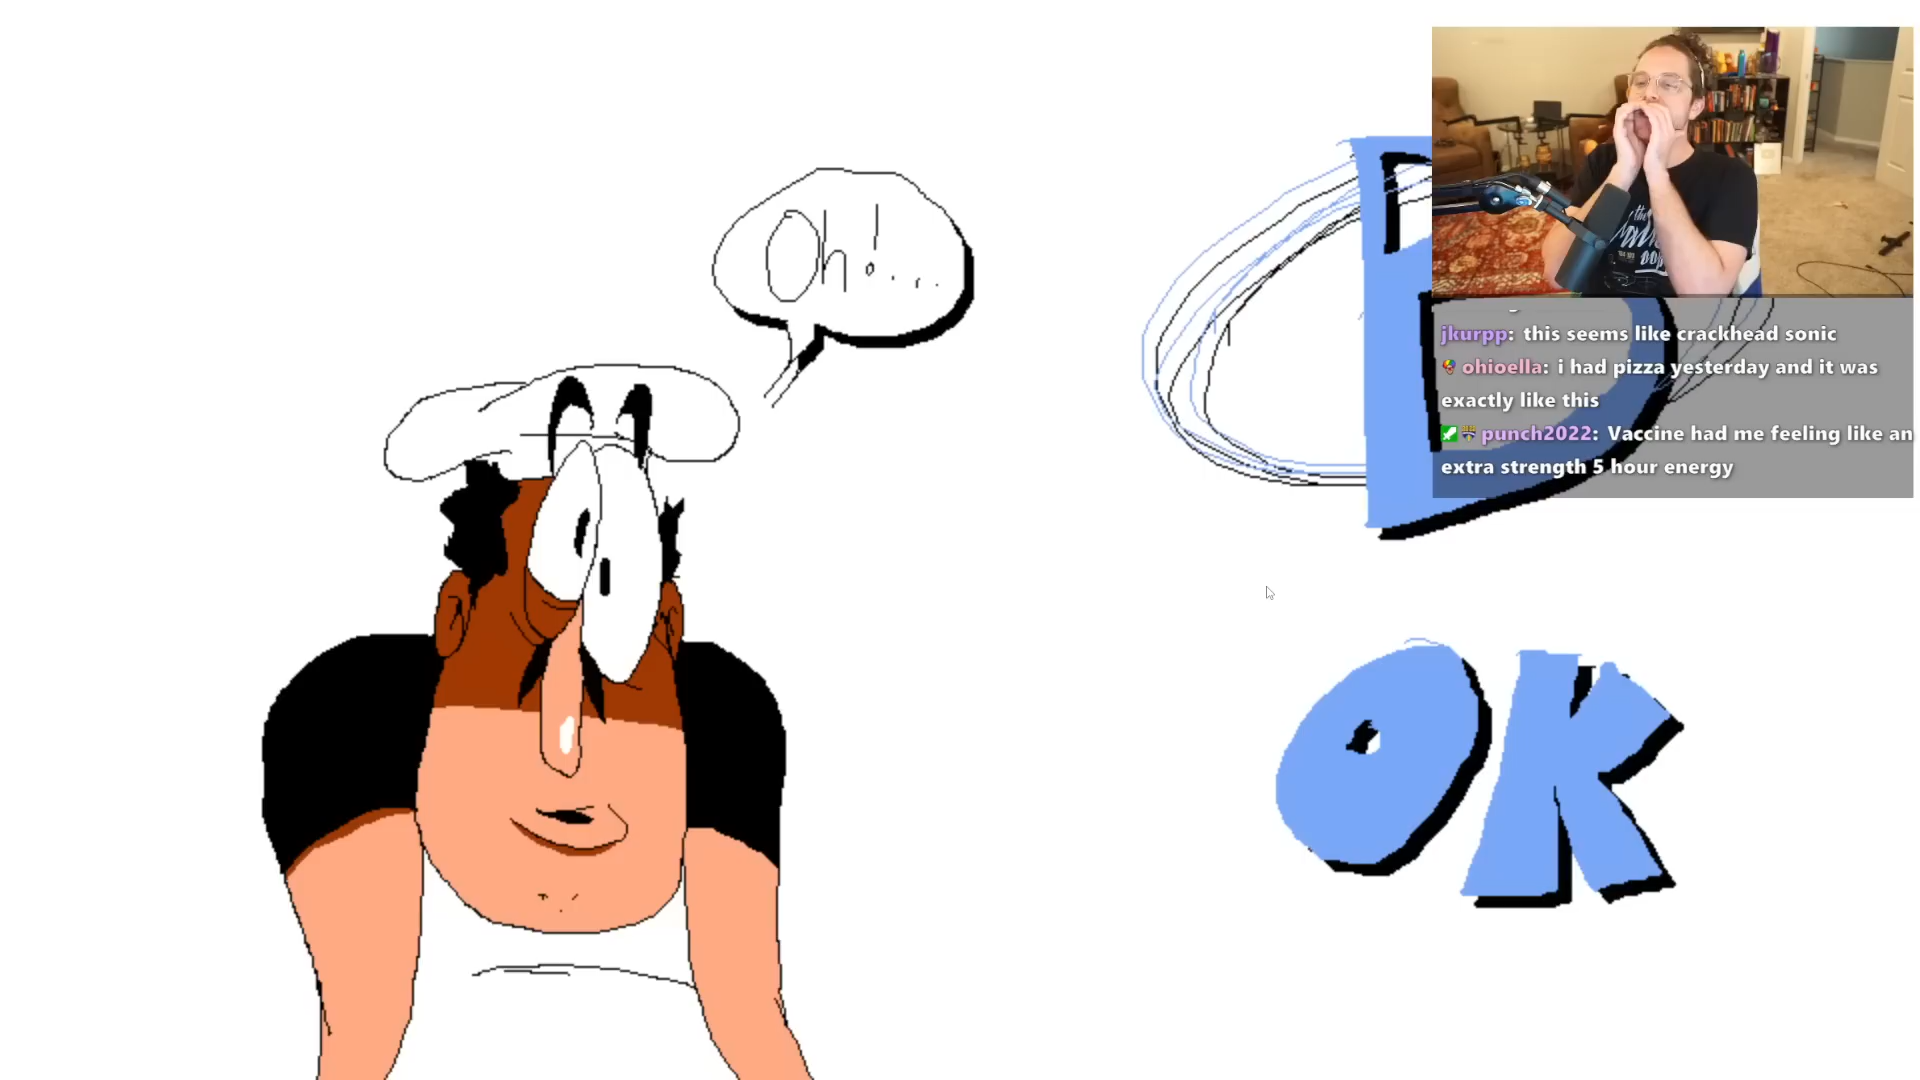 Oh!...
B
OK
jkurpp: this seems like crackhead sonic
ohioella: i had pizza yesterday and it was
exactly like this
punch2022: Vaccine had me feeling like an
extra strength 5 hour energy
the